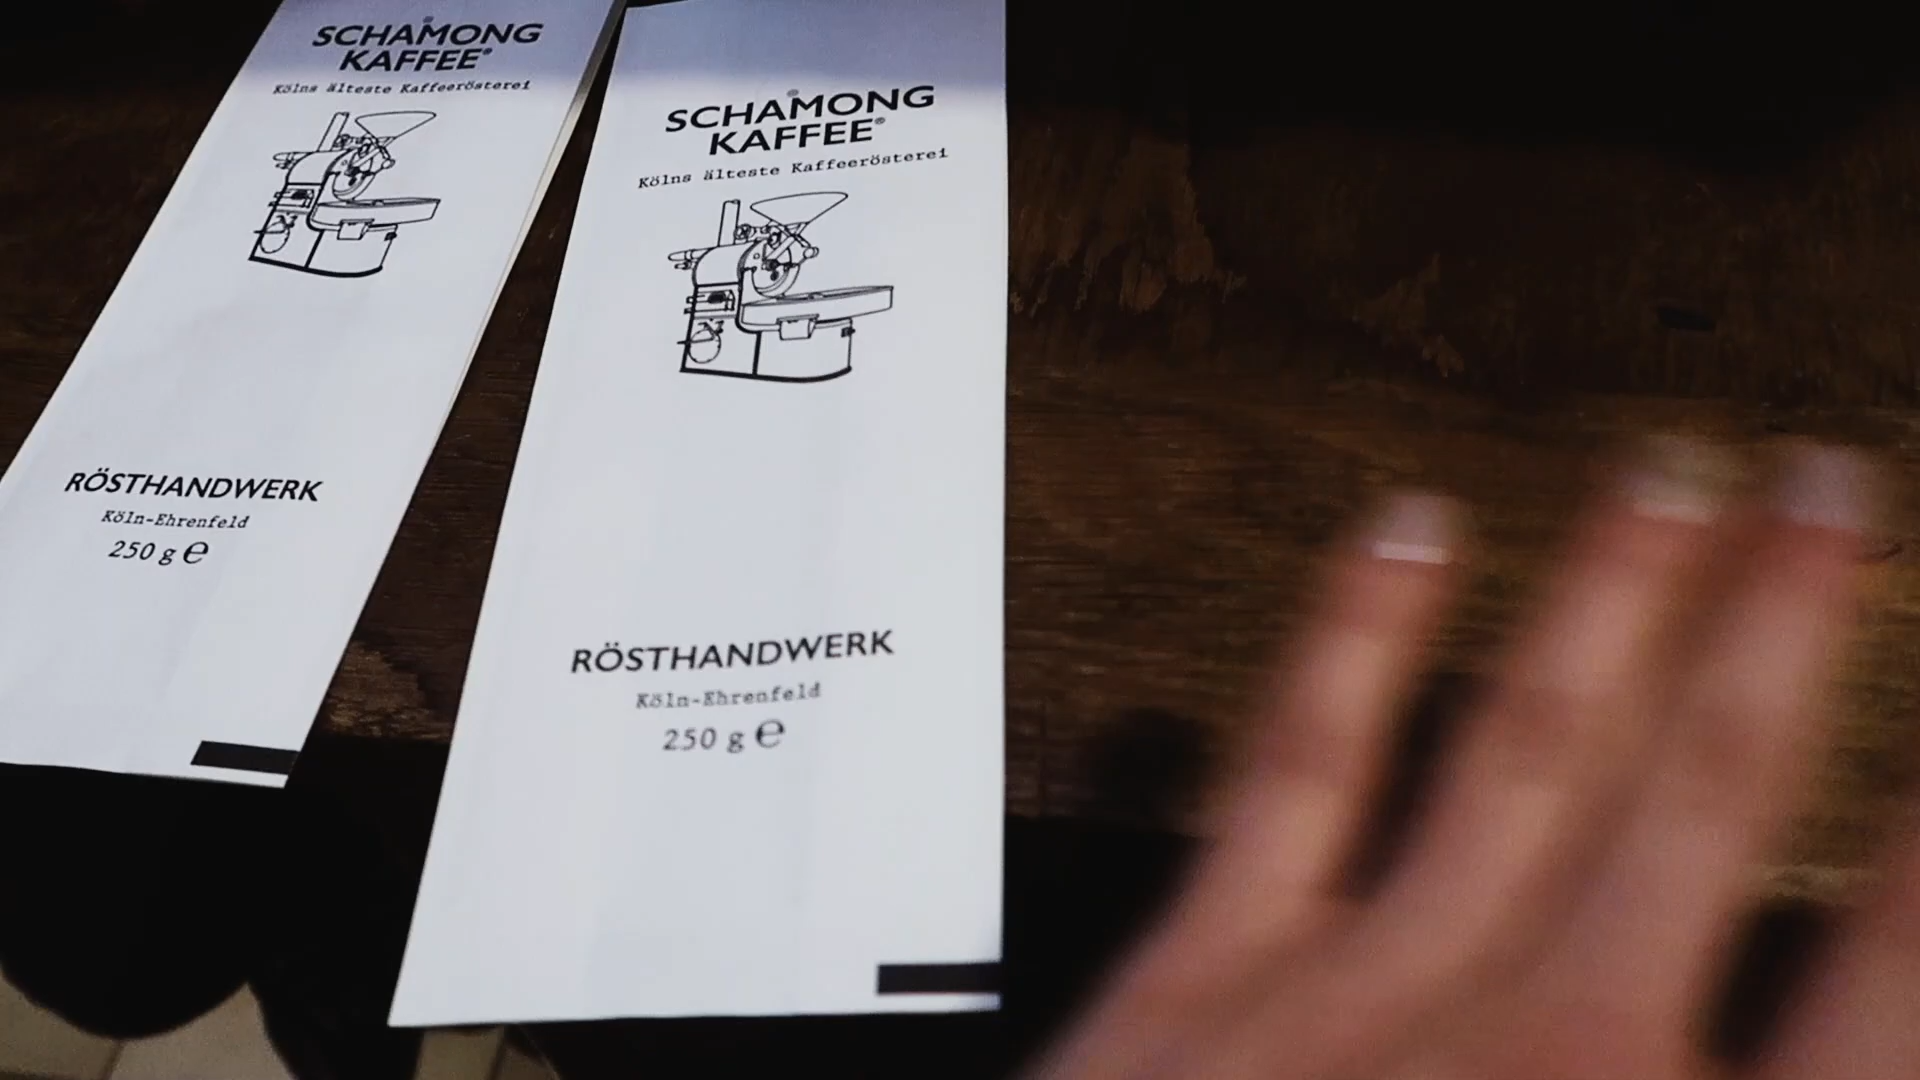 SCHAMONG
KAFFEE®
Kölns älteste Kaffeerösterei
RÖSTHANDWERK
Köln-Ehrenfeld
250 g ℮
SCHAMONG
KAFFEE®
Kölns älteste Kaffeerösterei
RÖSTHANDWERK
Köln-Ehrenfeld
250 g ℮